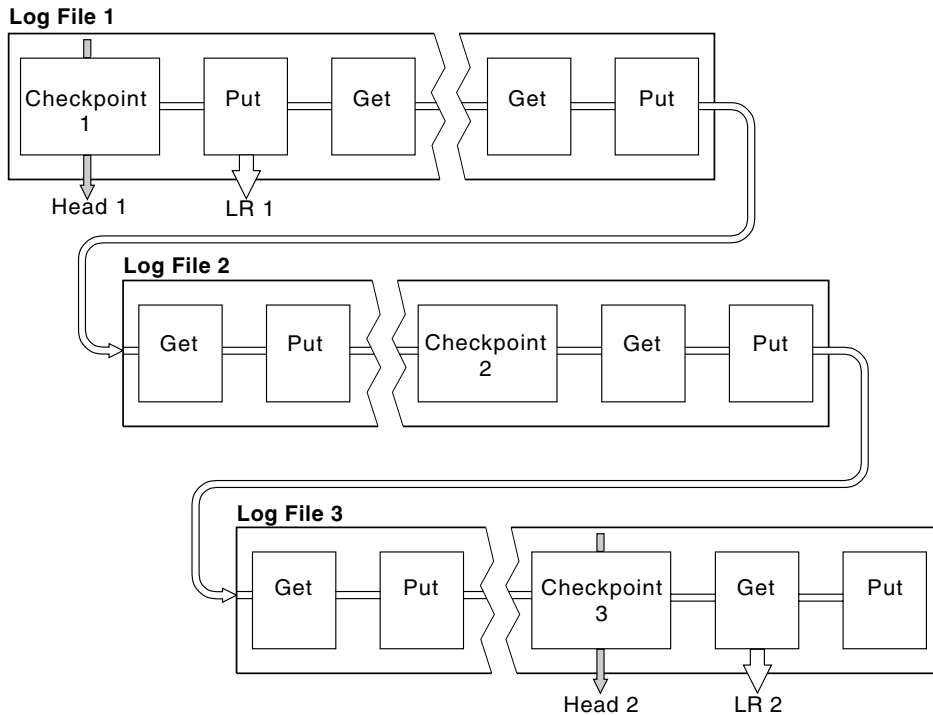 Log File 1
Checkpoint
1
Put
Get
Get
Put
Head 1
LR 1
Log File 2
Get
Put
Checkpoint
2
Get
Put
Log File 3
Get
Put
Checkpoint
3
Get
Put
Head 2
LR 2